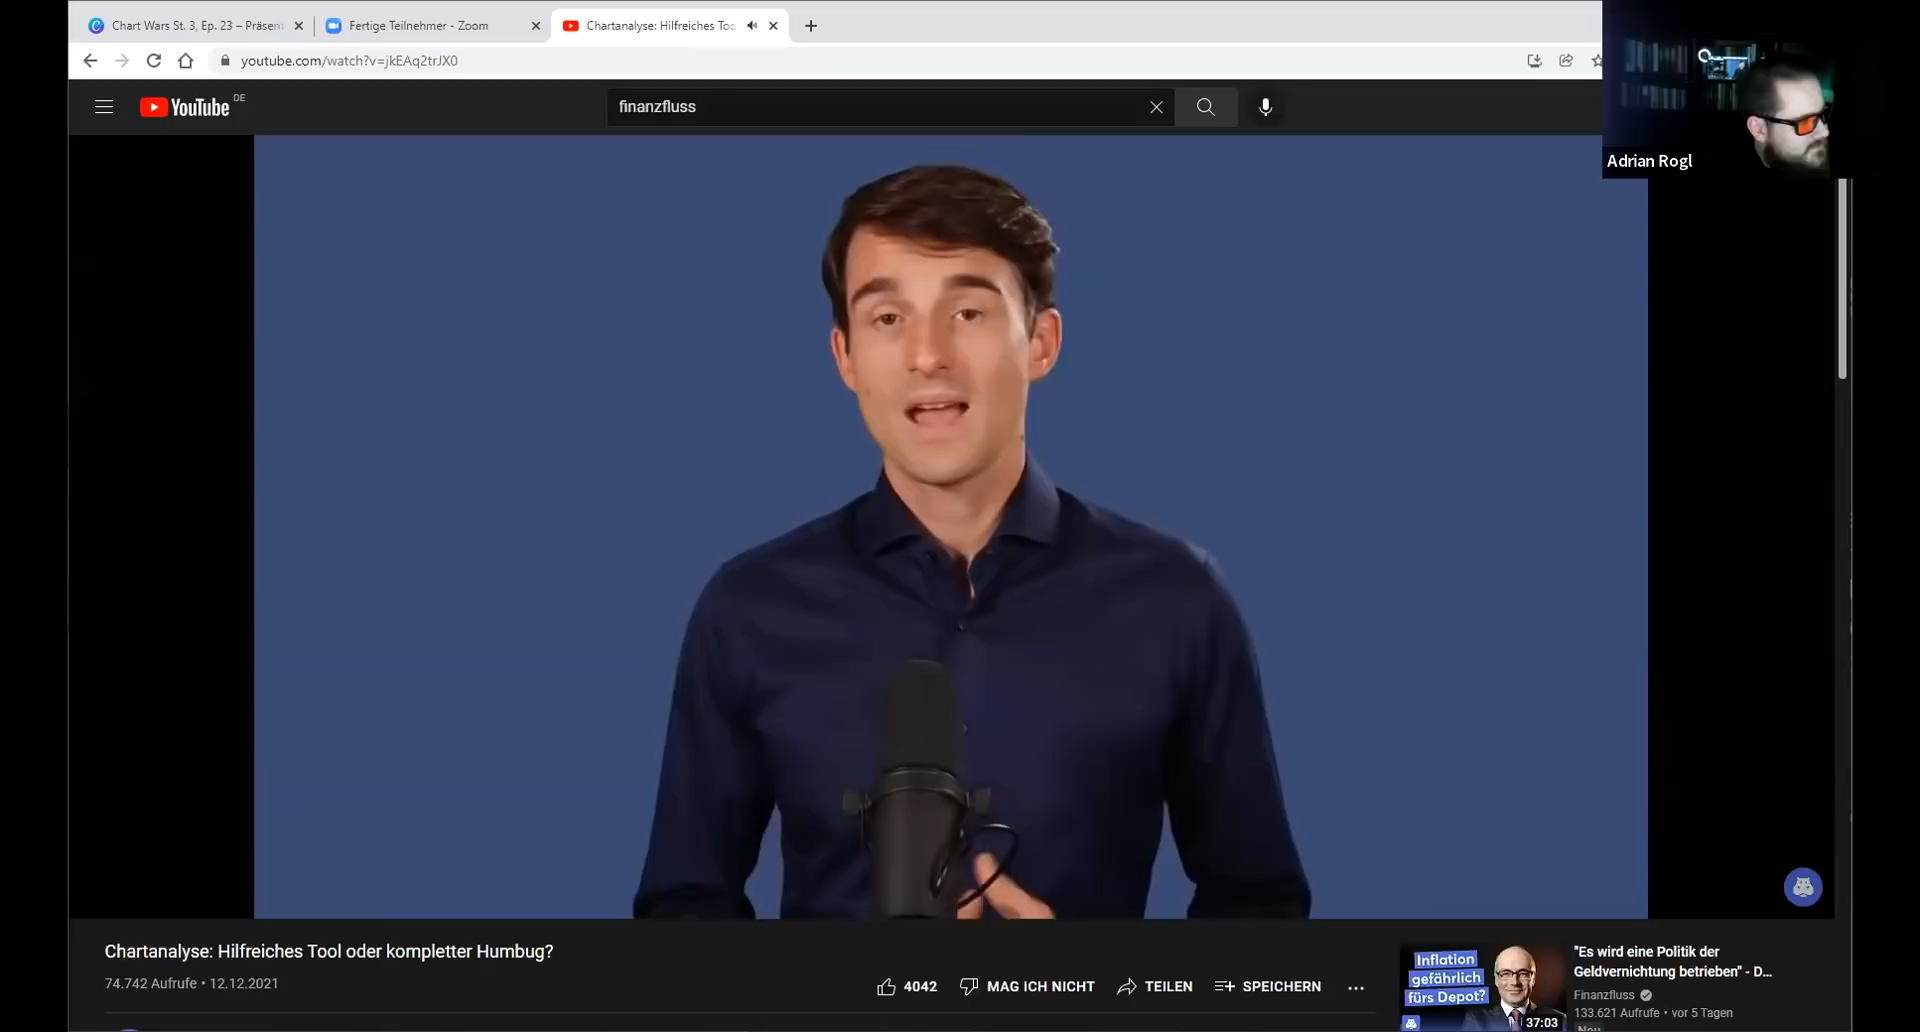 Chart Wars St. 3, Ep. 23 – Präsen
Fertige Teilnehmer - Zoom
Chartanalyse: Hilfreiches Too
youtube.com/watch?v=jkEAq2trJX0
YouTube DE
finanzfluss
Adrian Rogl
Chartanalyse: Hilfreiches Tool oder kompletter Humbug?
74.742 Aufrufe • 12.12.2021
4042
MAG ICH NICHT
TEILEN
SPEICHERN
Inflation
gefährlich
fürs Depot?
37:03
"Es wird eine Politik der
Geldvernichtung betrieben" - D...
Finanzfluss
133.621 Aufrufe • vor 5 Tagen
Neu